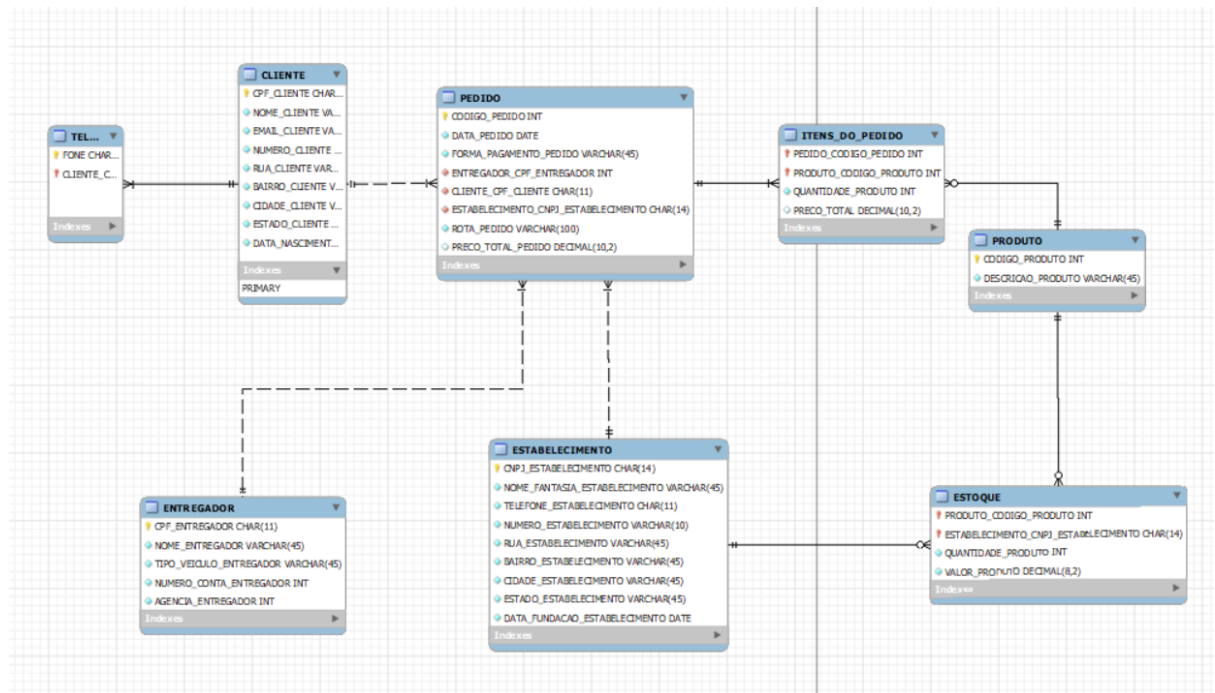 TEL...
FONE CHAR...
CLIENTE_C...
Indexes
CLIENTE
CPF_CLIENTE CHAR...
NOME_CLIENTE VA...
EMAIL_CLIENTE VA...
NUMERO_CLIENTE ...
RUA_CLIENTE VAR...
BAIRRO_CLIENTE V...
CIDADE_CLIENTE V...
ESTADO_CLIENTE ...
DATA_NASCIMENT...
Indexes
PRIMARY
PEDIDO
CODIGO_PEDIDO INT
DATA_PEDIDO DATE
FORMA_PAGAMENTO_PEDIDO VARCHAR(45)
ENTREGADOR_CPF_ENTREGADOR INT
CLIENTE_CPF_CLIENTE CHAR(11)
ESTABELECIMENTO_CNPJ_ESTABELECIMENTO CHAR(14)
ROTA_PEDIDO VARCHAR(100)
PRECO_TOTAL_PEDIDO DECIMAL(10,2)
Indexes
ITENS_DO_PEDIDO
PEDIDO_CODIGO_PEDIDO INT
PRODUTO_CODIGO_PRODUTO INT
QUANTIDADE_PRODUTO INT
PRECO_TOTAL DECIMAL(10,2)
Indexes
PRODUTO
CODIGO_PRODUTO INT
DESCRICAO_PRODUTO VARCHAR(45)
Indexes
ENTREGADOR
CPF_ENTREGADOR CHAR(11)
NOME_ENTREGADOR VARCHAR(45)
TIPO_VEICULO_ENTREGADOR VARCHAR(45)
NUMERO_CONTA_ENTREGADOR INT
AGENCIA_ENTREGADOR INT
Indexes
ESTABELECIMENTO
CNPJ_ESTABELECIMENTO CHAR(14)
NOME_FANTASIA_ESTABELECIMENTO VARCHAR(45)
TELEFONE_ESTABELECIMENTO CHAR(11)
NUMERO_ESTABELECIMENTO VARCHAR(10)
RUA_ESTABELECIMENTO VARCHAR(45)
BAIRRO_ESTABELECIMENTO VARCHAR(45)
CIDADE_ESTABELECIMENTO VARCHAR(45)
ESTADO_ESTABELECIMENTO VARCHAR(45)
DATA_FUNDACAO_ESTABELECIMENTO DATE
Indexes
ESTOQUE
PRODUTO_CODIGO_PRODUTO INT
ESTABELECIMENTO_CNPJ_ESTABELECIMENTO CHAR(14)
QUANTIDADE_PRODUTO INT
VALOR_PRODUTO DECIMAL(8,2)
Indexes